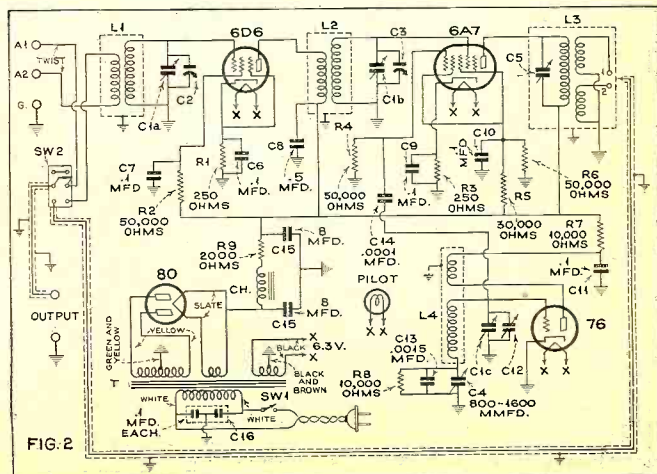 L1
6D6
L2
6A7
L3
A1
TWIST
A2
G.
C1a
C2
C1b
C3
C5
1
2
SW2
C7
.1
MFD.
R2
50,000
OHMS
R1
250
OHMS
C6
.1
MFD.
C8
.5
MFD.
R4
50,000
OHMS
C9
.1
MFD.
R3
250
OHMS
C10
.1
MFD
R5
30,000
OHMS
R6
50,000
OHMS
R7
10,000
OHMS
R9
2000
OHMS
8
MFD.
C15
CH.
8
MFD.
C15
C14
.0001
MFD.
.1
MFD.
C11
80
SLATE
YELLOW
GREEN AND
YELLOW
BLACK
X
X
6.3 V.
BLACK
AND BROWN
PILOT
X X
L4
76
OUTPUT
T
WHITE
SW1
WHITE
.1
MFD.
EACH
C16
R8
10,000
OHMS
C13
.0015
MFD.
C1c
C12
C4
800-1600
MMFD.
X X
X X
X X
FIG. 2